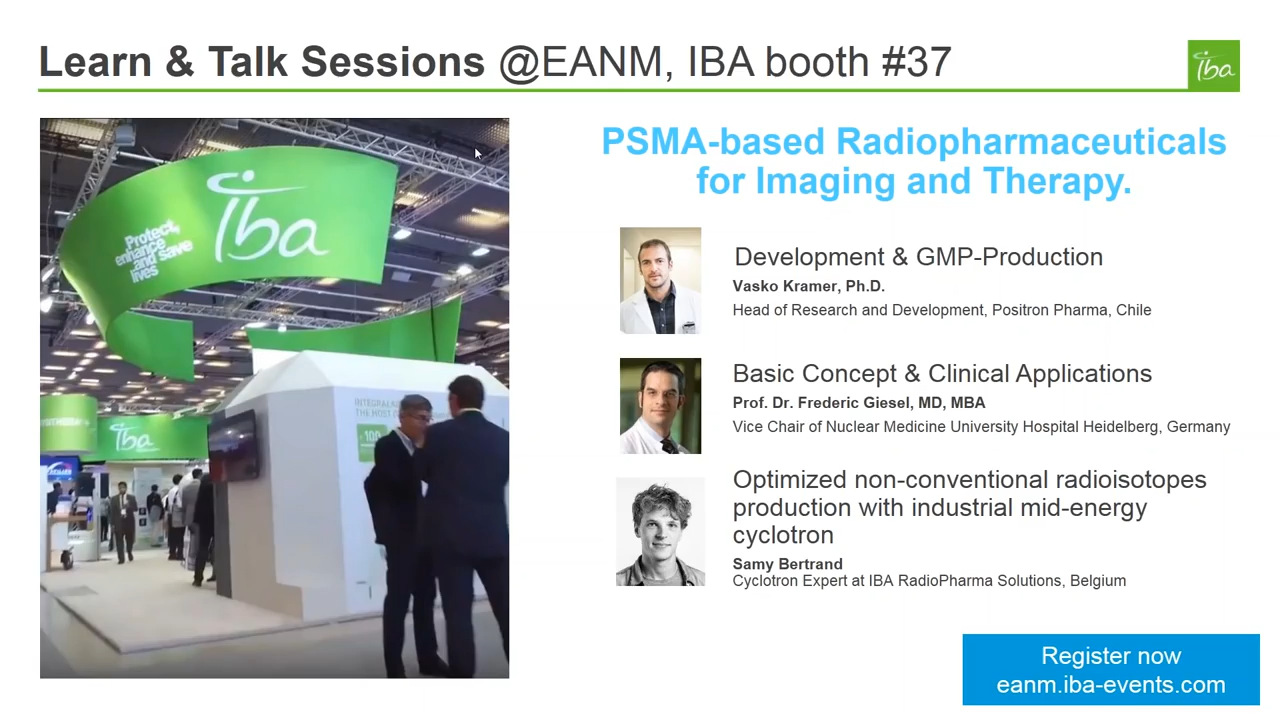 Learn & Talk Sessions @EANM, IBA booth #37
iba
PSMA-based Radiopharmaceuticals
for Imaging and Therapy.
iba
Protect,
enhance
and save
lives
Development & GMP-Production
Vasko Kramer, Ph.D.
Head of Research and Development, Positron Pharma, Chile
Basic Concept & Clinical Applications
Prof. Dr. Frederic Giesel, MD, MBA
Vice Chair of Nuclear Medicine University Hospital Heidelberg, Germany
THE HOST
100
iba
Optimized non-conventional radioisotopes
production with industrial mid-energy
cyclotron
Samy Bertrand
Cyclotron Expert at IBA RadioPharma Solutions, Belgium
Register now
eanm.iba-events.com